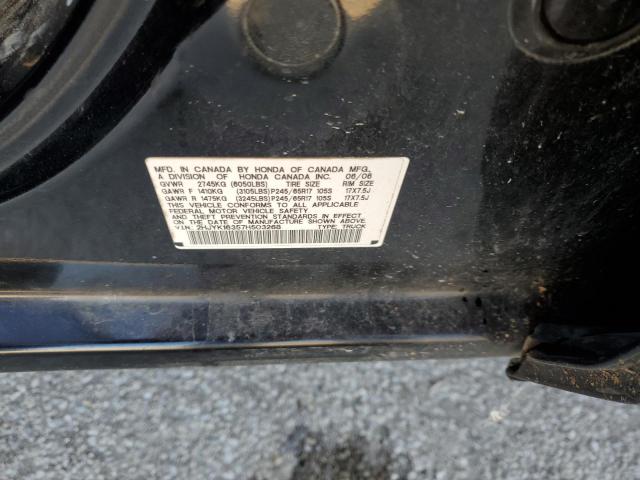 MFD. IN CANADA BY HONDA OF CANADA MFG.,
A DIVISION OF HONDA CANADA INC. 06/06
GVWR 2745KG (6050LBS) TIRE SIZE RIM SIZE
GAWR F 1410KG (3105LBS)P245/65R17 105S 17X7.5J
GAWR R 1475KG (3245LBS)P245/65R17 105S 17X7.5J
THIS VEHICLE CONFORMS TO ALL APPLICABLE
FEDERAL MOTOR VEHICLE SAFETY STANDARDS
AND THEFT PREVENTION STANDARD IN EFFECT
ON THE DATE OF MANUFACTURE SHOWN ABOVE.
V.I.N. 2HJYK16357H503268 TYPE: TRUCK